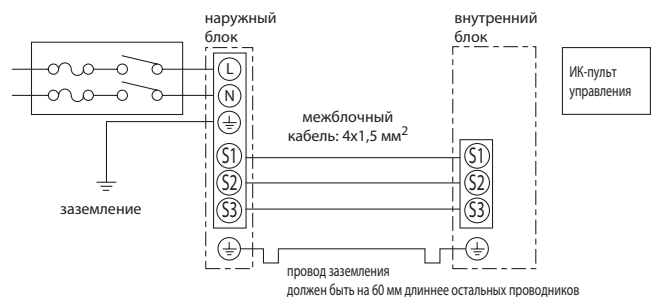 наружный
блок
внутренний
блок
L
N
ИК-пульт
управления
межблочный
кабель: 4х1,5 мм²
S1
S1
S2
S2
S3
S3
заземление
провод заземления
должен быть на 60 мм длиннее остальных проводников